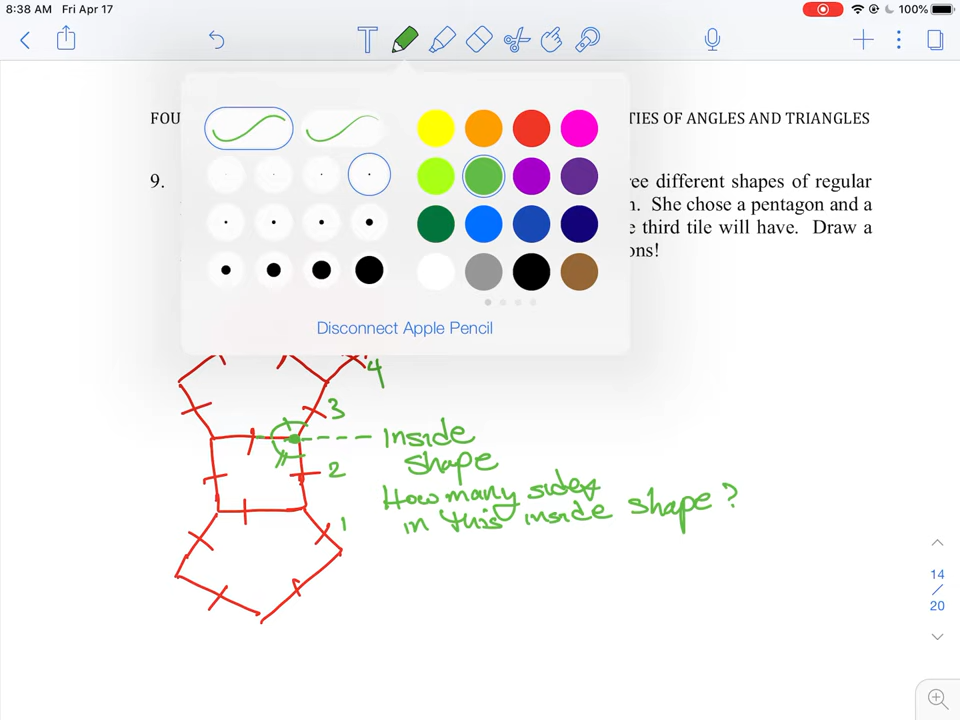 8:38 AM Fri Apr 17
100%
T
FOU
TIES OF ANGLES AND TRIANGLES
9.
ree different shapes of regular
n. She chose a pentagon and a
e third tile will have. Draw a
ons!
Disconnect Apple Pencil
4
3
Inside
shape
2
How many sides
in this inside shape?
1
14
/
20